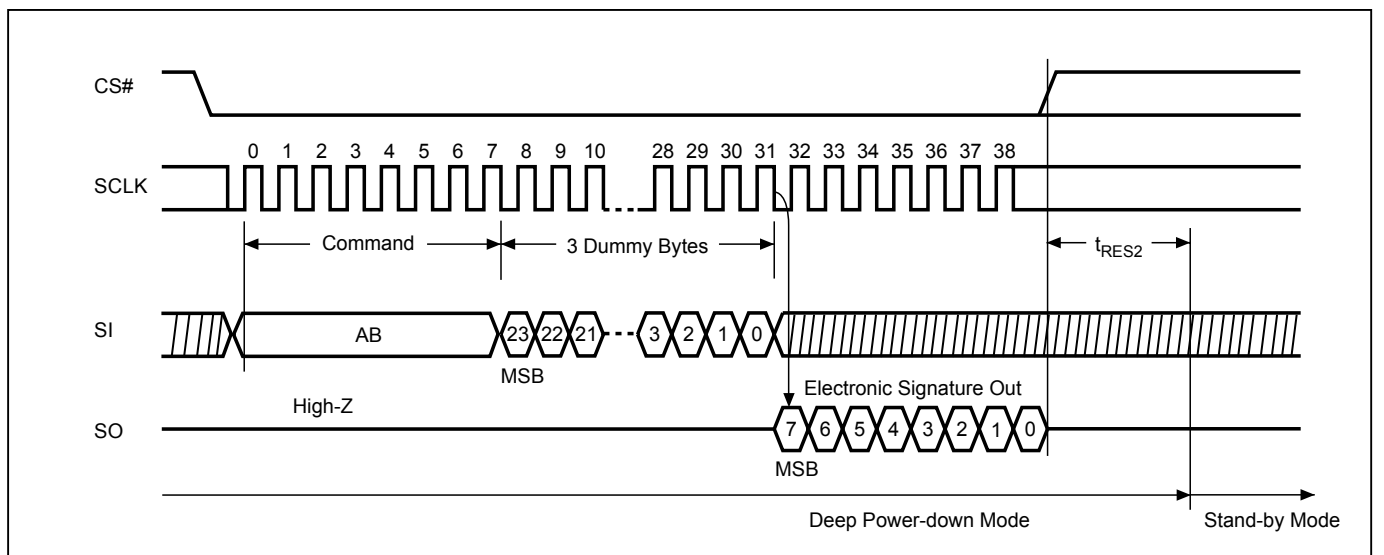 CS#
0 1 2 3 4 5 6 7 8 9 10 28 29 30 31 32 33 34 35 36 37 38
SCLK
Command 3 Dummy Bytes tRES2
SI AB 23 22 21 3 2 1 0
MSB
High-Z Electronic Signature Out
SO 7 6 5 4 3 2 1 0
MSB
Deep Power-down Mode Stand-by Mode